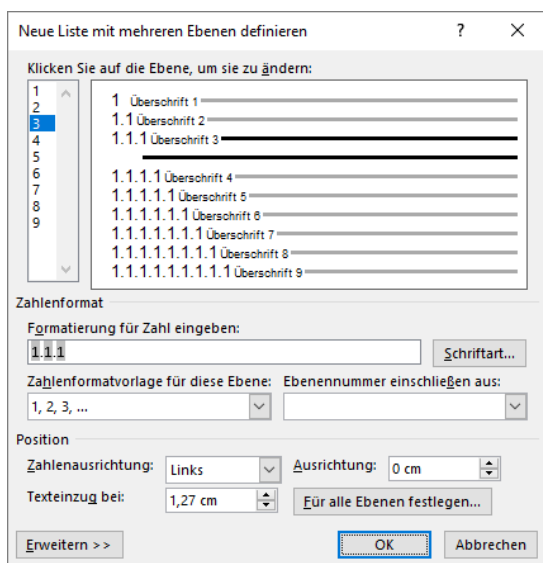 Neue Liste mit mehreren Ebenen definieren ? X
Klicken Sie auf die Ebene, um sie zu ändern:
1
2
3
4
5
6
7
8
9
1 Überschrift 1
1.1 Überschrift 2
1.1.1 Überschrift 3
1.1.1.1 Überschrift 4
1.1.1.1.1 Überschrift 5
1.1.1.1.1.1 Überschrift 6
1.1.1.1.1.1.1 Überschrift 7
1.1.1.1.1.1.1.1 Überschrift 8
1.1.1.1.1.1.1.1.1 Überschrift 9
Zahlenformat
Formatierung für Zahl eingeben:
1.1.1 Schriftart...
Zahlenformatvorlage für diese Ebene: Ebenennummer einschließen aus:
1, 2, 3, ...
Position
Zahlenausrichtung: Links Ausrichtung: 0 cm
Texteinzug bei: 1,27 cm Für alle Ebenen festlegen...
Erweitern >> OK Abbrechen